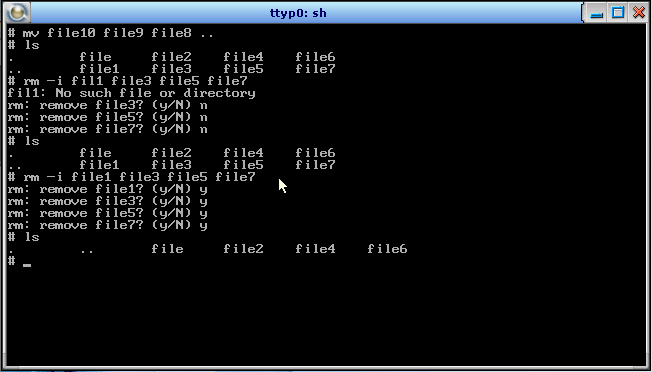 ttyp0: sh
# mv file10 file9 file8 ..
# ls
.        file     file2    file4    file6
..       file1    file3    file5    file7
# rm -i fil1 file3 file5 file7
fil1: No such file or directory
rm: remove file3? (y/N) n
rm: remove file5? (y/N) n
rm: remove file7? (y/N) n
# ls
.        file     file2    file4    file6
..       file1    file3    file5    file7
# rm -i file1 file3 file5 file7
rm: remove file1? (y/N) y
rm: remove file3? (y/N) y
rm: remove file5? (y/N) y
rm: remove file7? (y/N) y
# ls
.        ..       file     file2    file4    file6
# _